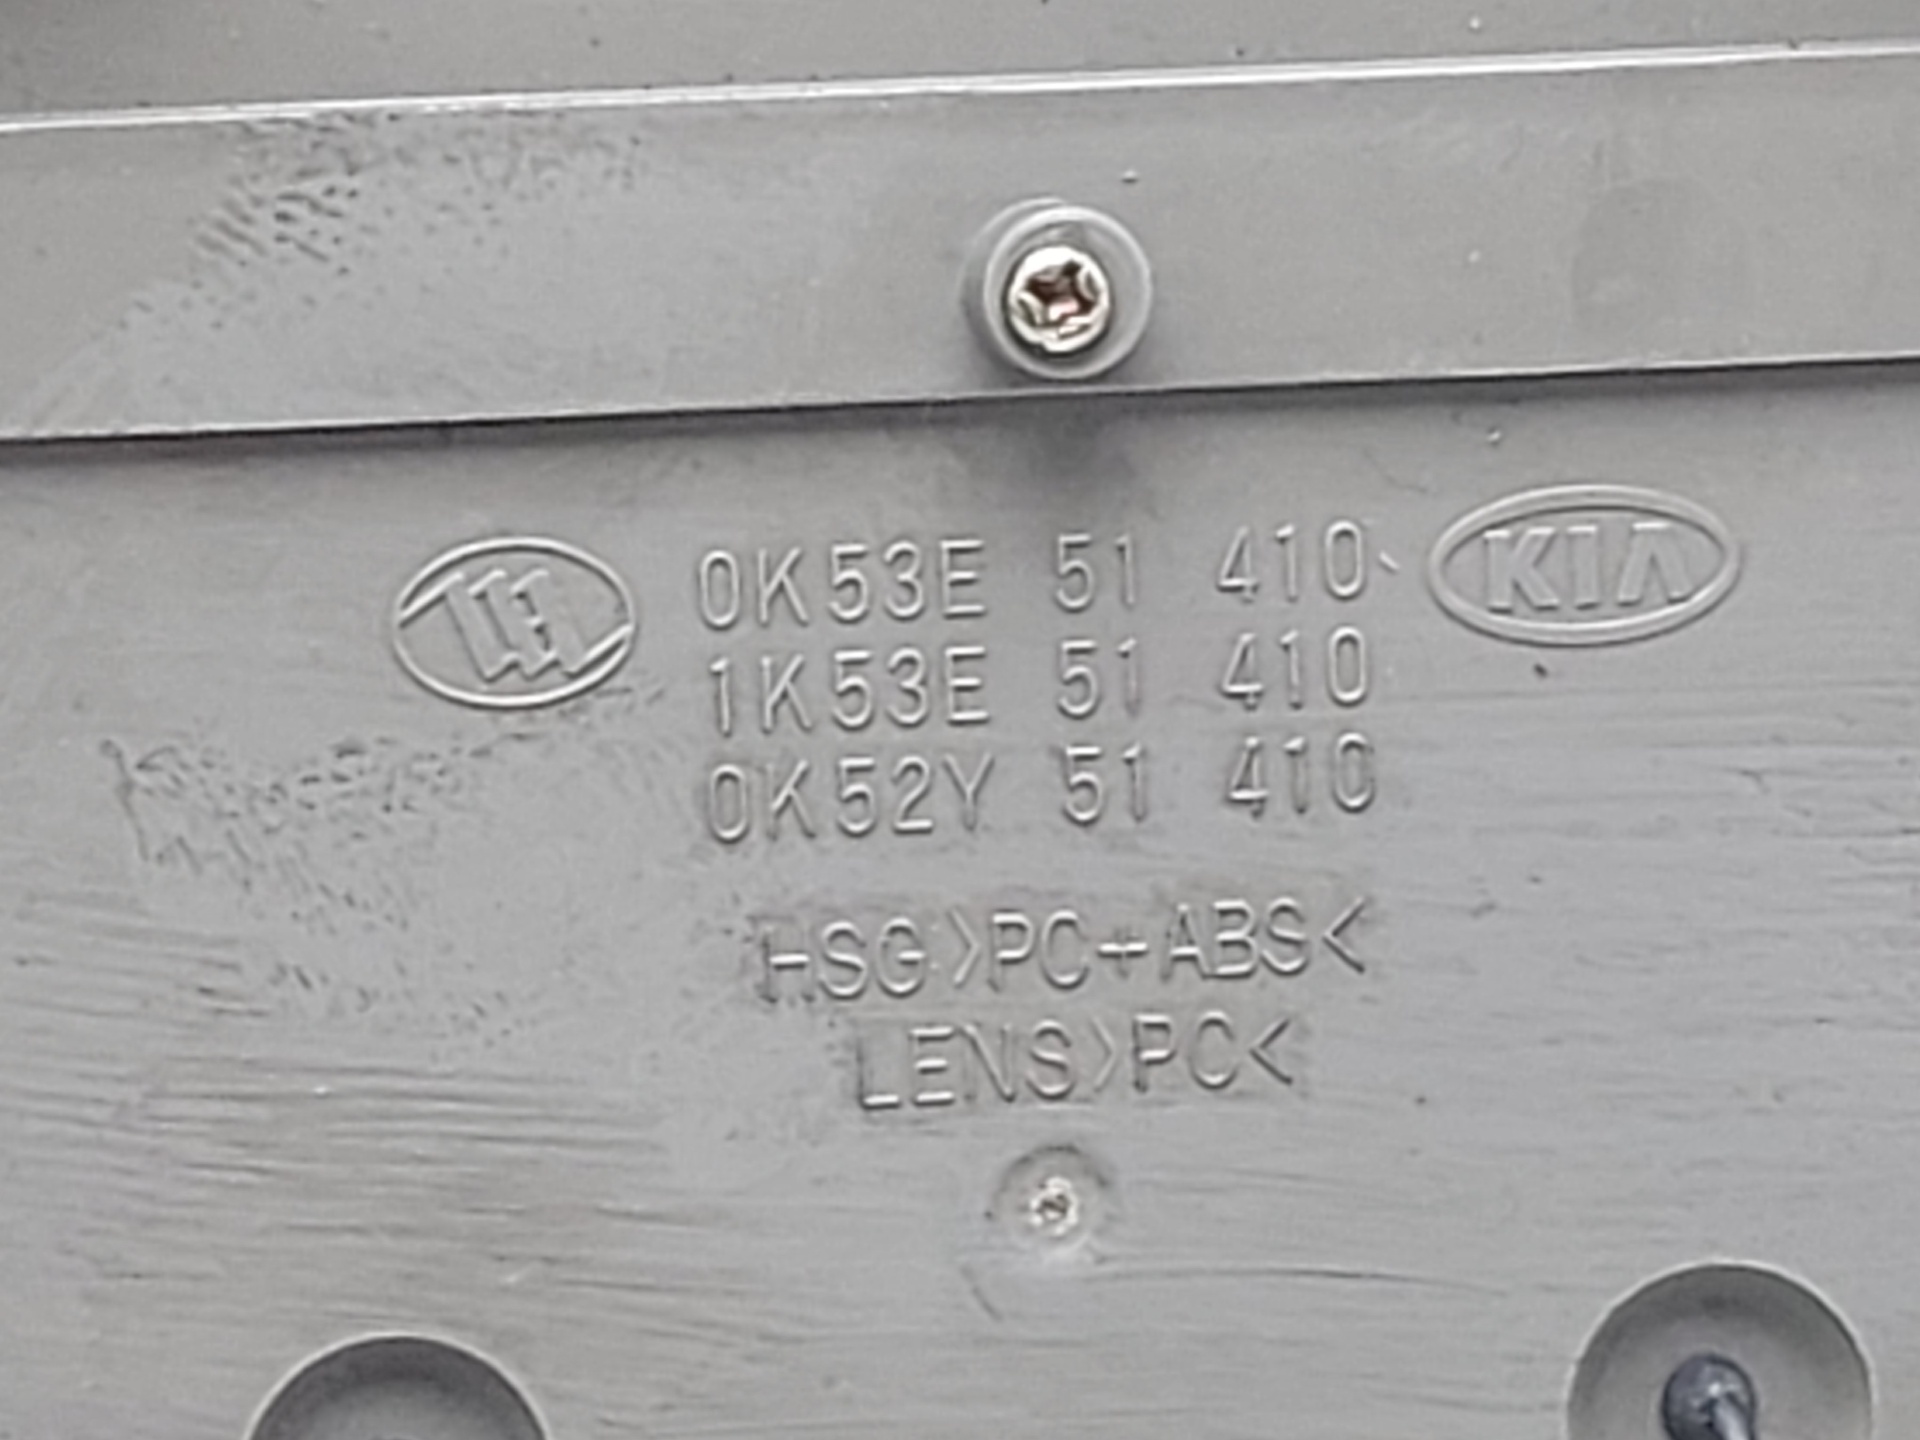 0K53E 51 410
KIA
1K53E 51 410
0K52Y 51 410
HSG>PC+ABS<
LENS>PC<